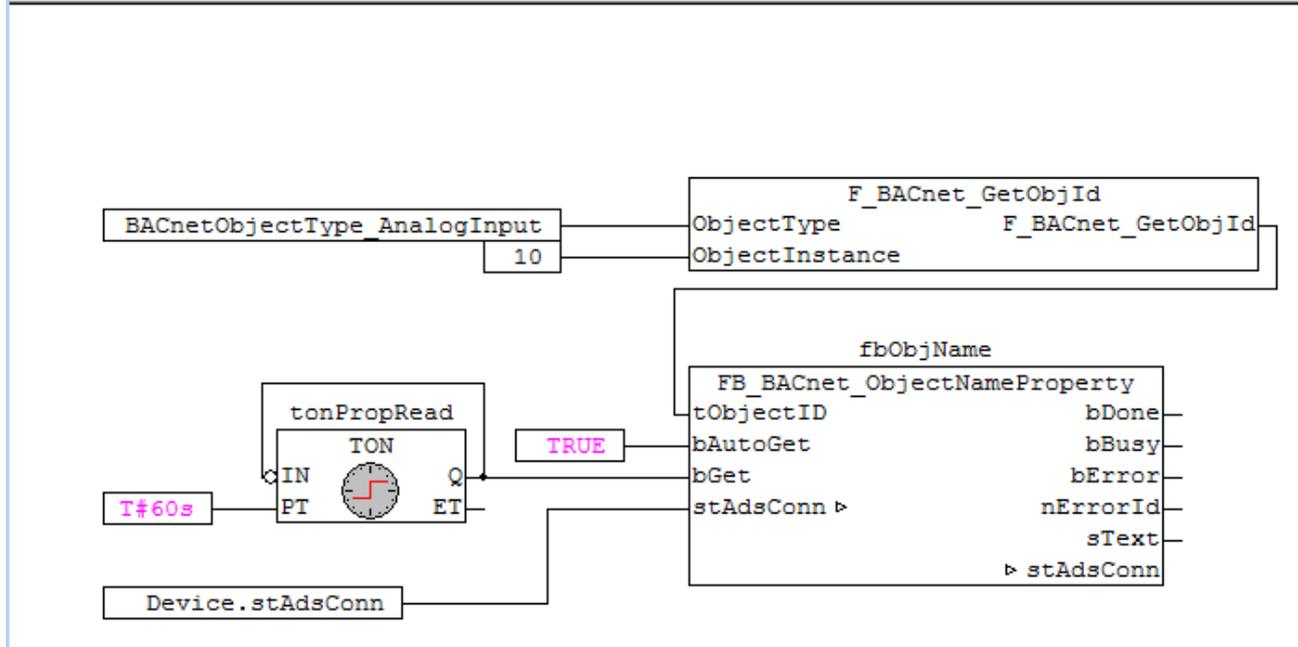 F_BACnet_GetObjId
BACnetObjectType_AnalogInput ObjectType F_BACnet_GetObjId
10 ObjectInstance
fbObjName
FB_BACnet_ObjectNameProperty
tonPropRead tObjectID bDone
TON TRUE bAutoGet bBusy
IN Q bGet bError
T#60s PT ET stAdsConn nErrorId
sText
stAdsConn
Device.stAdsConn